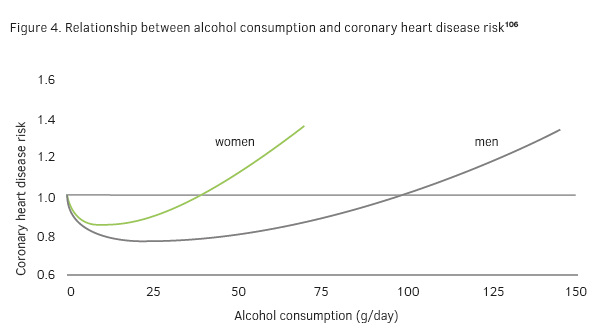 Figure 4. Relationship between alcohol consumption and coronary heart disease risk¹⁰⁶
1.6
1.4
women
men
1.2
1.0
0.8
0.6
Coronary heart disease risk
0 25 50 75 100 125 150
Alcohol consumption (g/day)